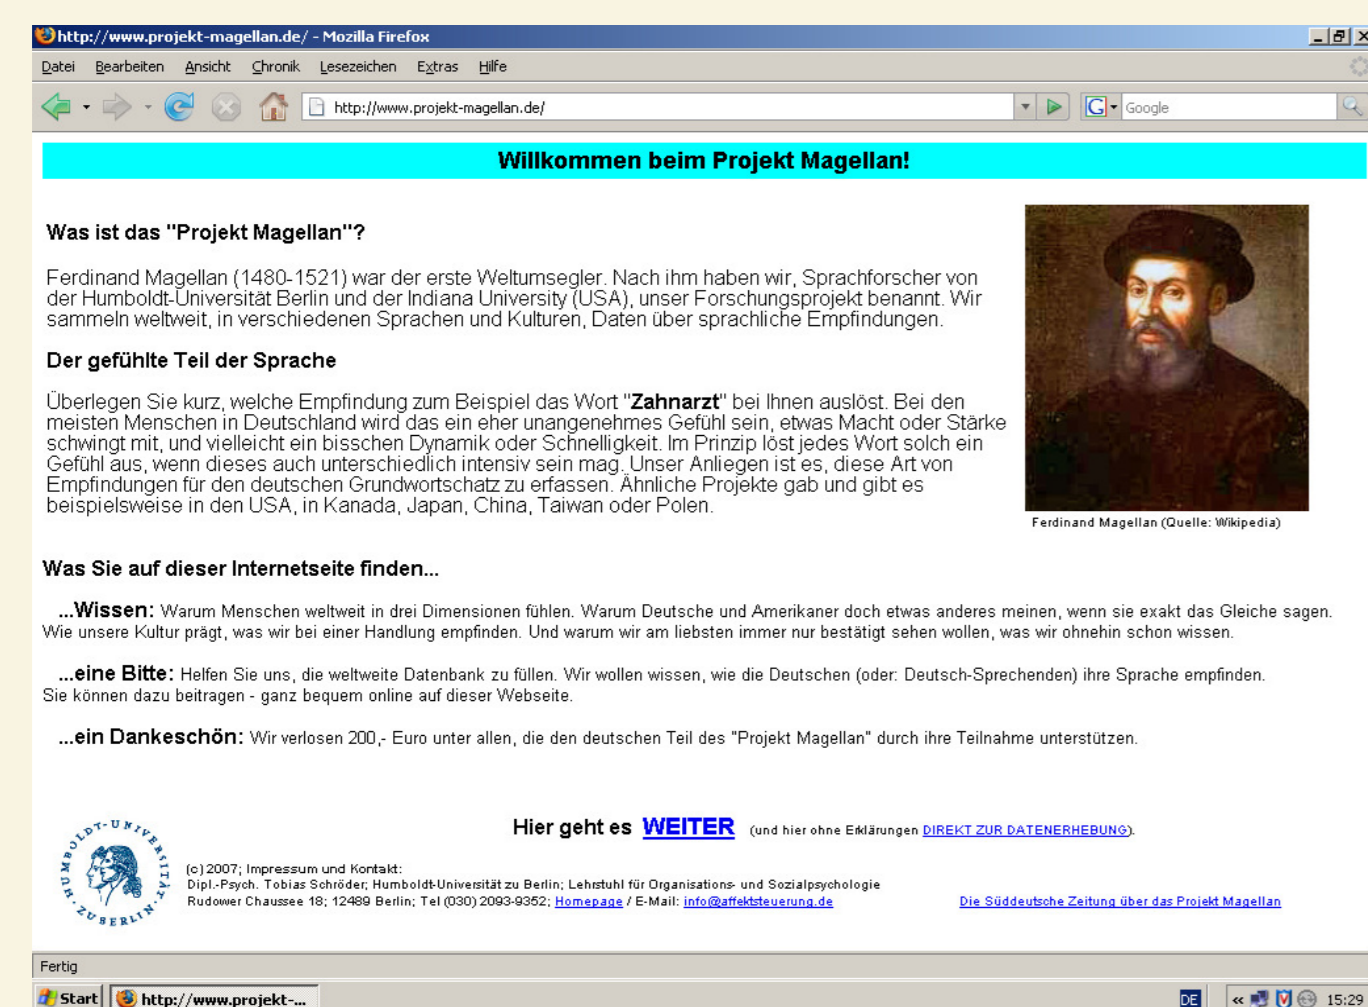 http://www.projekt-magellan.de/ - Mozilla Firefox
Datei Bearbeiten Ansicht Chronik Lesezeichen Extras Hilfe
http://www.projekt-magellan.de/
G Google
Willkommen beim Projekt Magellan!
Was ist das "Projekt Magellan"?
Ferdinand Magellan (1480-1521) war der erste Weltumsegler. Nach ihm haben wir, Sprachforscher von
der Humboldt-Universität Berlin und der Indiana University (USA), unser Forschungsprojekt benannt. Wir
sammeln weltweit, in verschiedenen Sprachen und Kulturen, Daten über sprachliche Empfindungen.
Der gefühlte Teil der Sprache
Überlegen Sie kurz, welche Empfindung zum Beispiel das Wort "Zahnarzt" bei Ihnen auslöst. Bei den
meisten Menschen in Deutschland wird das ein eher unangenehmes Gefühl sein, etwas Macht oder Stärke
schwingt mit, und vielleicht ein bisschen Dynamik oder Schnelligkeit. Im Prinzip löst jedes Wort solch ein
Gefühl aus, wenn dieses auch unterschiedlich intensiv sein mag. Unser Anliegen ist es, diese Art von
Empfindungen für den deutschen Grundwortschatz zu erfassen. Ähnliche Projekte gab und gibt es
beispielsweise in den USA, in Kanada, Japan, China, Taiwan oder Polen.
Ferdinand Magellan (Quelle: Wikipedia)
Was Sie auf dieser Internetseite finden...
...Wissen: Warum Menschen weltweit in drei Dimensionen fühlen. Warum Deutsche und Amerikaner doch etwas anderes meinen, wenn sie exakt das Gleiche sagen.
Wie unsere Kultur prägt, was wir bei einer Handlung empfinden. Und warum wir am liebsten immer nur bestätigt sehen wollen, was wir ohnehin schon wissen.
...eine Bitte: Helfen Sie uns, die weltweite Datenbank zu füllen. Wir wollen wissen, wie die Deutschen (oder: Deutsch-Sprechenden) ihre Sprache empfinden.
Sie können dazu beitragen - ganz bequem online auf dieser Webseite.
...ein Dankeschön: Wir verlosen 200,- Euro unter allen, die den deutschen Teil des "Projekt Magellan" durch ihre Teilnahme unterstützen.
Hier geht es WEITER (und hier ohne Erklärungen DIREKT ZUR DATENERHEBUNG).
HUMBOLDT-UNIVERSITÄT ZU BERLIN
(c) 2007; Impressum und Kontakt:
Dipl.-Psych. Tobias Schröder; Humboldt-Universität zu Berlin; Lehrstuhl für Organisations- und Sozialpsychologie
Rudower Chaussee 18; 12489 Berlin; Tel (030) 2093-9352; Homepage / E-Mail: info@affektsteuerung.de
Die Süddeutsche Zeitung über das Projekt Magellan
Fertig
Start http://www.projekt-... DE « 15:29